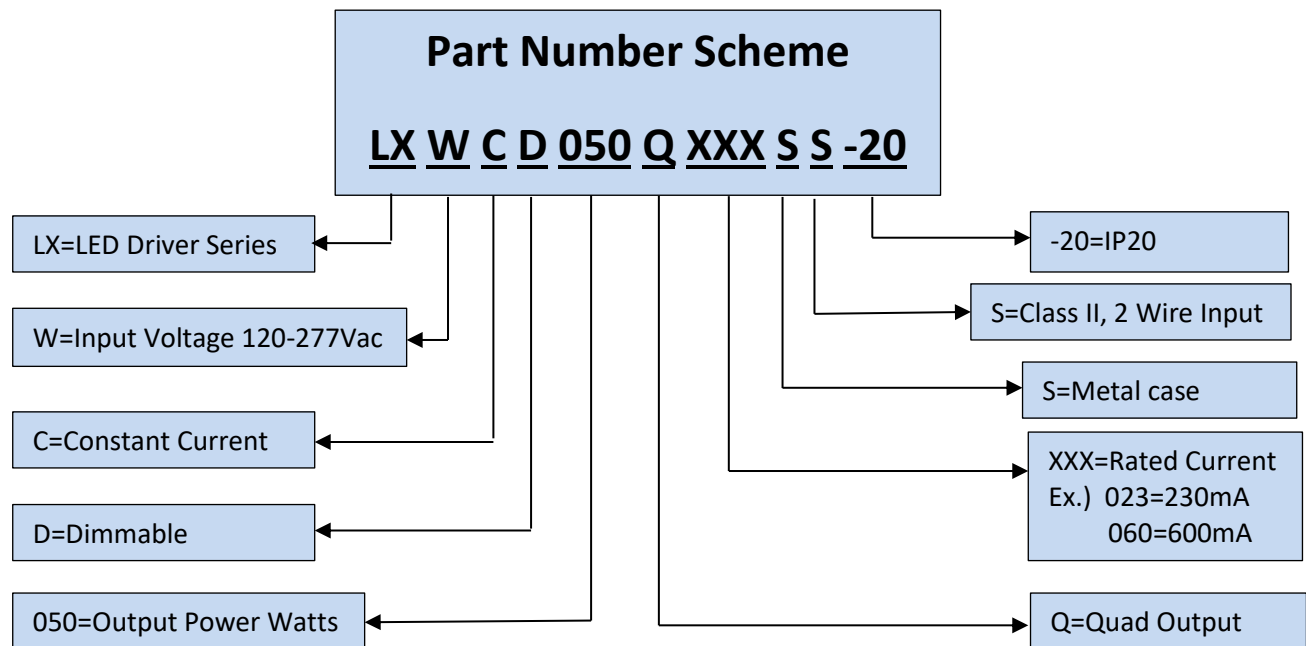 Part Number Scheme
LX W C D 050 Q XXX S S -20
LX=LED Driver Series
W=Input Voltage 120-277Vac
C=Constant Current
D=Dimmable
050=Output Power Watts
-20=IP20
S=Class II, 2 Wire Input
S=Metal case
XXX=Rated Current
Ex.) 023=230mA
060=600mA
Q=Quad Output